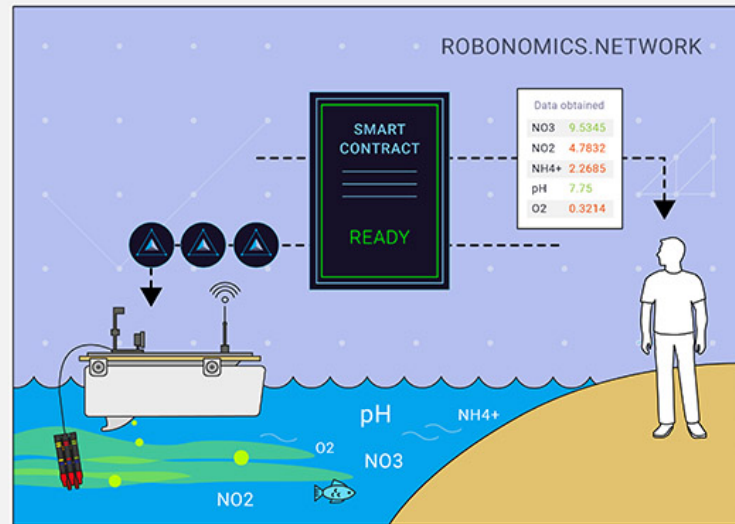 ROBONOMICS.NETWORK
SMART
CONTRACT
READY
Data obtained
NO3 9.5345
NO2 4.7832
NH4+ 2.2685
pH 7.75
O2 0.3214
pH
NH4+
O2
NO3
NO2